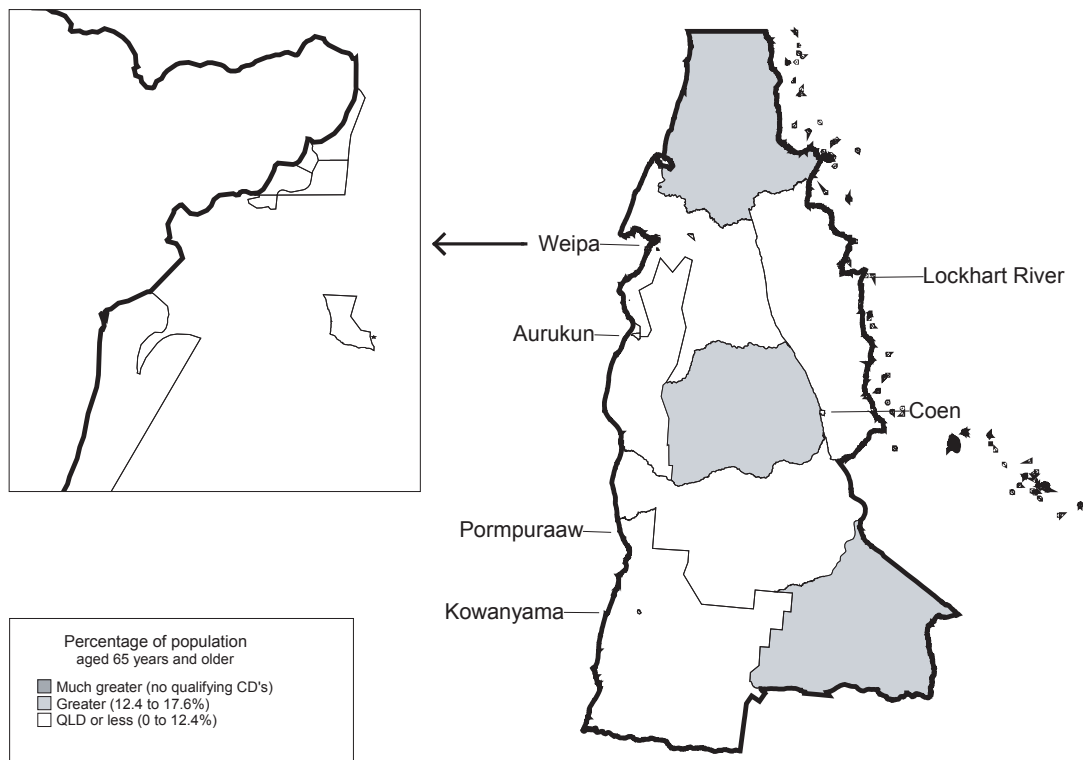 Weipa
Lockhart River
Aurukun
Coen
Pormpuraaw
Kowanyama
Percentage of population
aged 65 years and older
Much greater (no qualifying CD's)
Greater (12.4 to 17.6%)
QLD or less (0 to 12.4%)